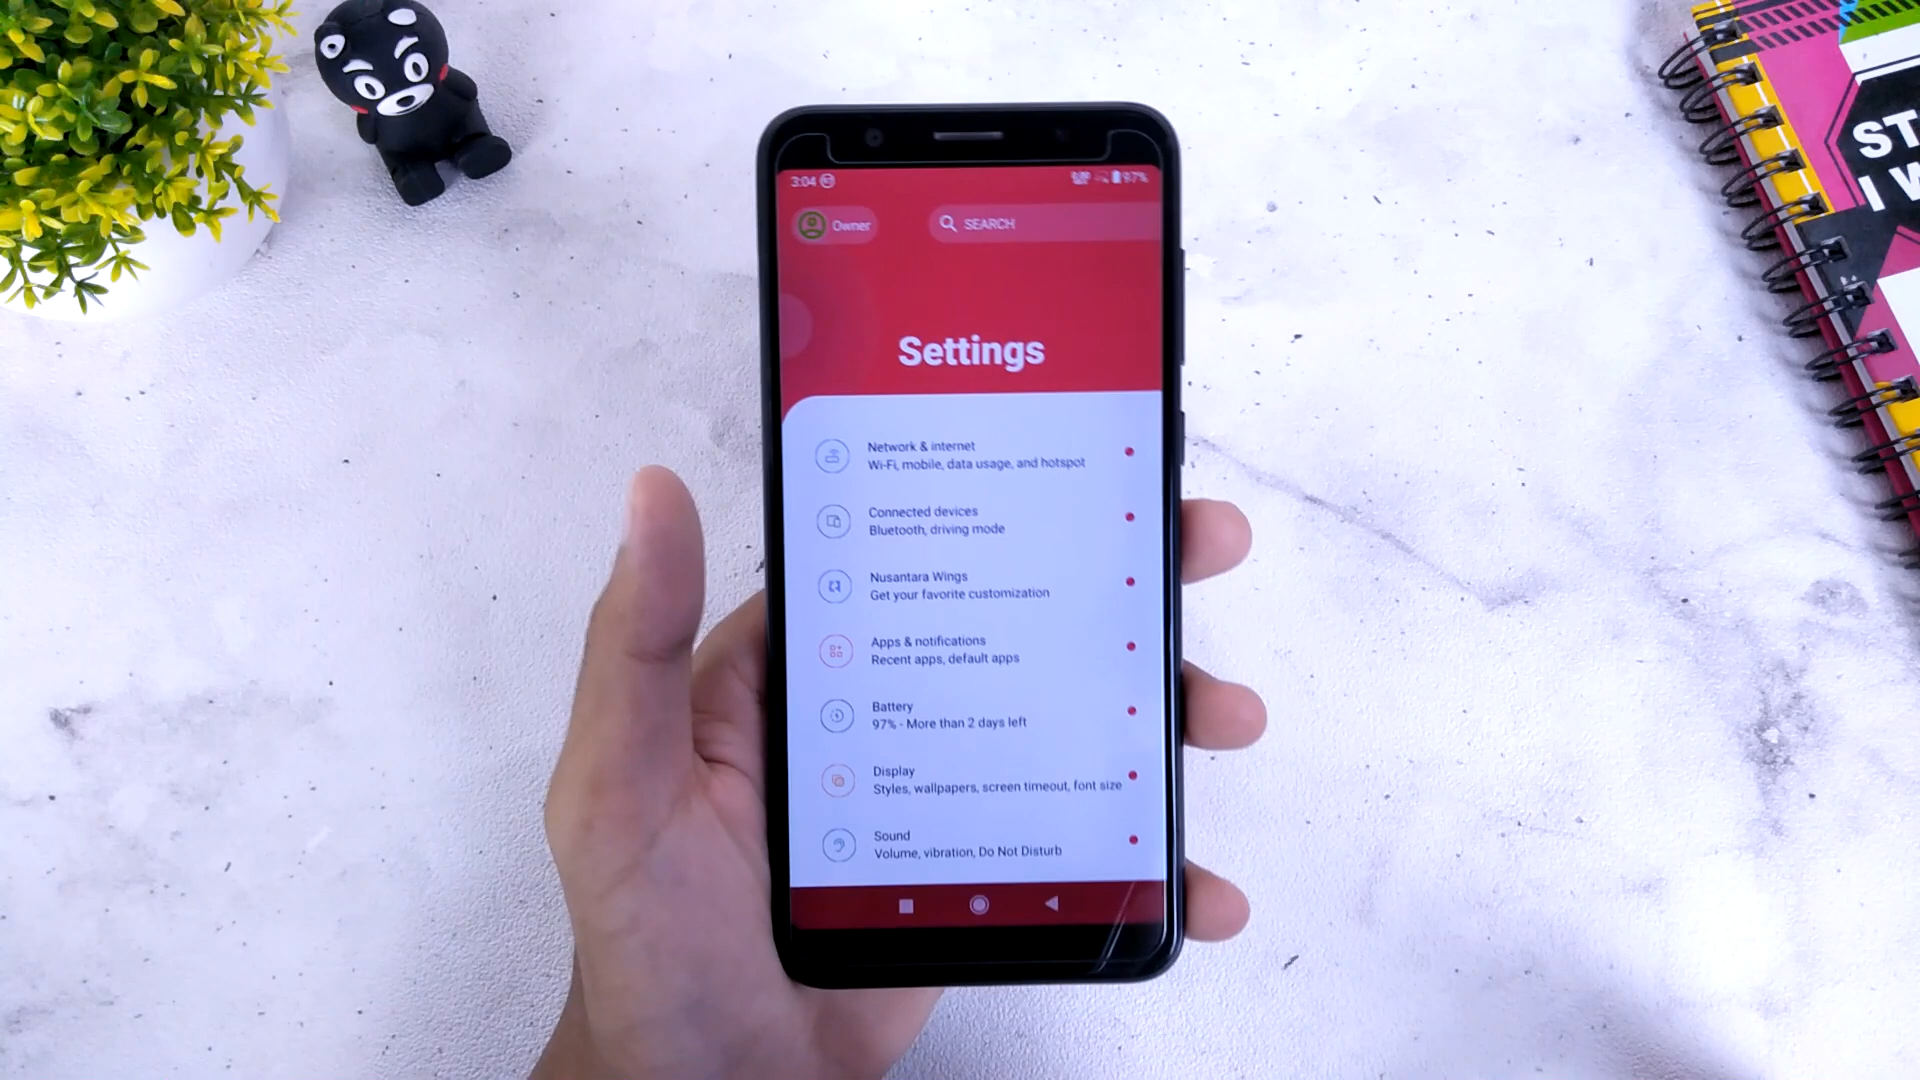 3:04
97%
Owner
SEARCH
Settings
Network & internet
Wi-Fi, mobile, data usage, and hotspot
Connected devices
Bluetooth, driving mode
Nusantara Wings
Get your favorite customization
Apps & notifications
Recent apps, default apps
Battery
97% - More than 2 days left
Display
Styles, wallpapers, screen timeout, font size
Sound
Volume, vibration, Do Not Disturb
ST
I W